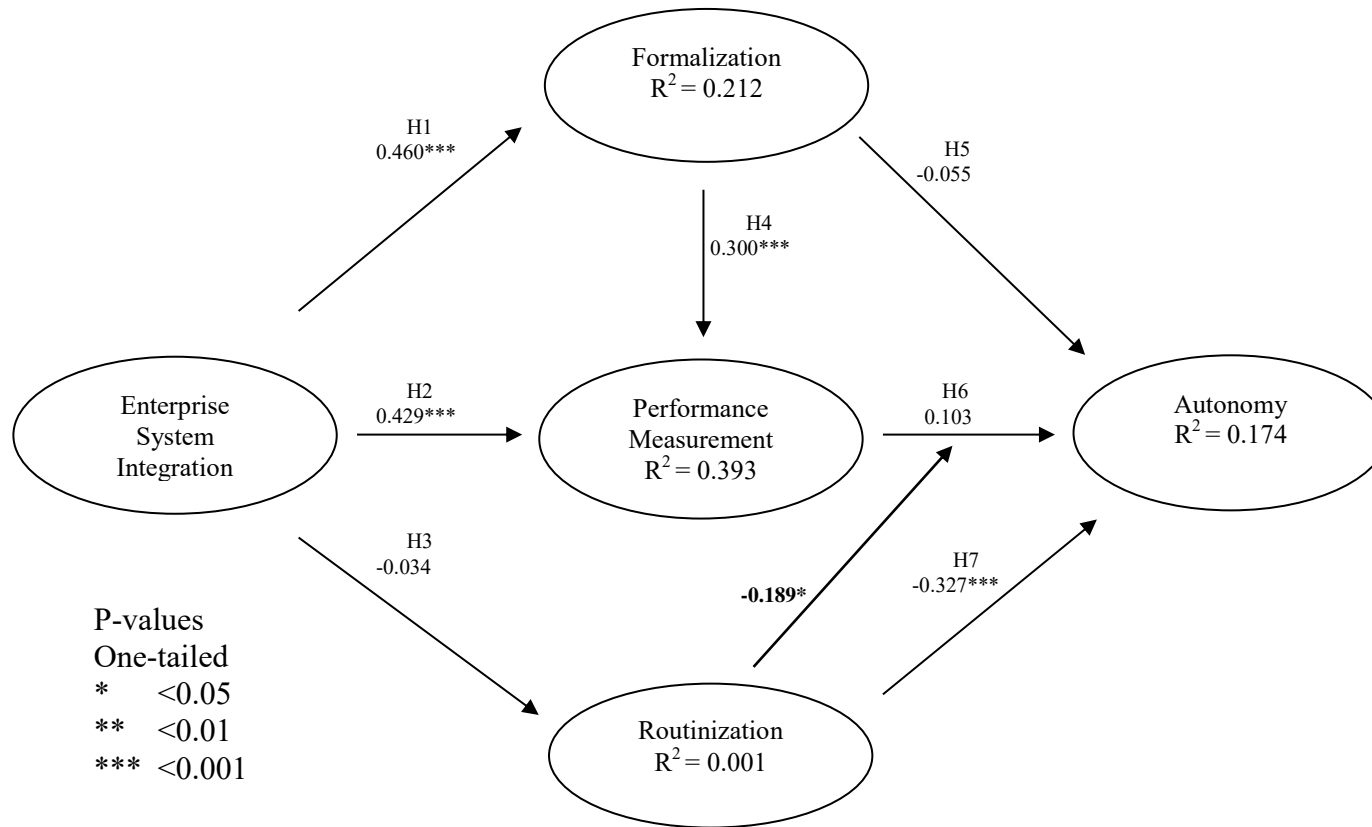 Formalization
R² = 0.212
H1
0.460***
H5
-0.055
H4
0.300***
Enterprise
System
Integration
H2
0.429***
Performance
Measurement
R² = 0.393
H6
0.103
Autonomy
R² = 0.174
H3
-0.034
-0.189*
H7
-0.327***
P-values
One-tailed
* <0.05
** <0.01
*** <0.001
Routinization
R² = 0.001